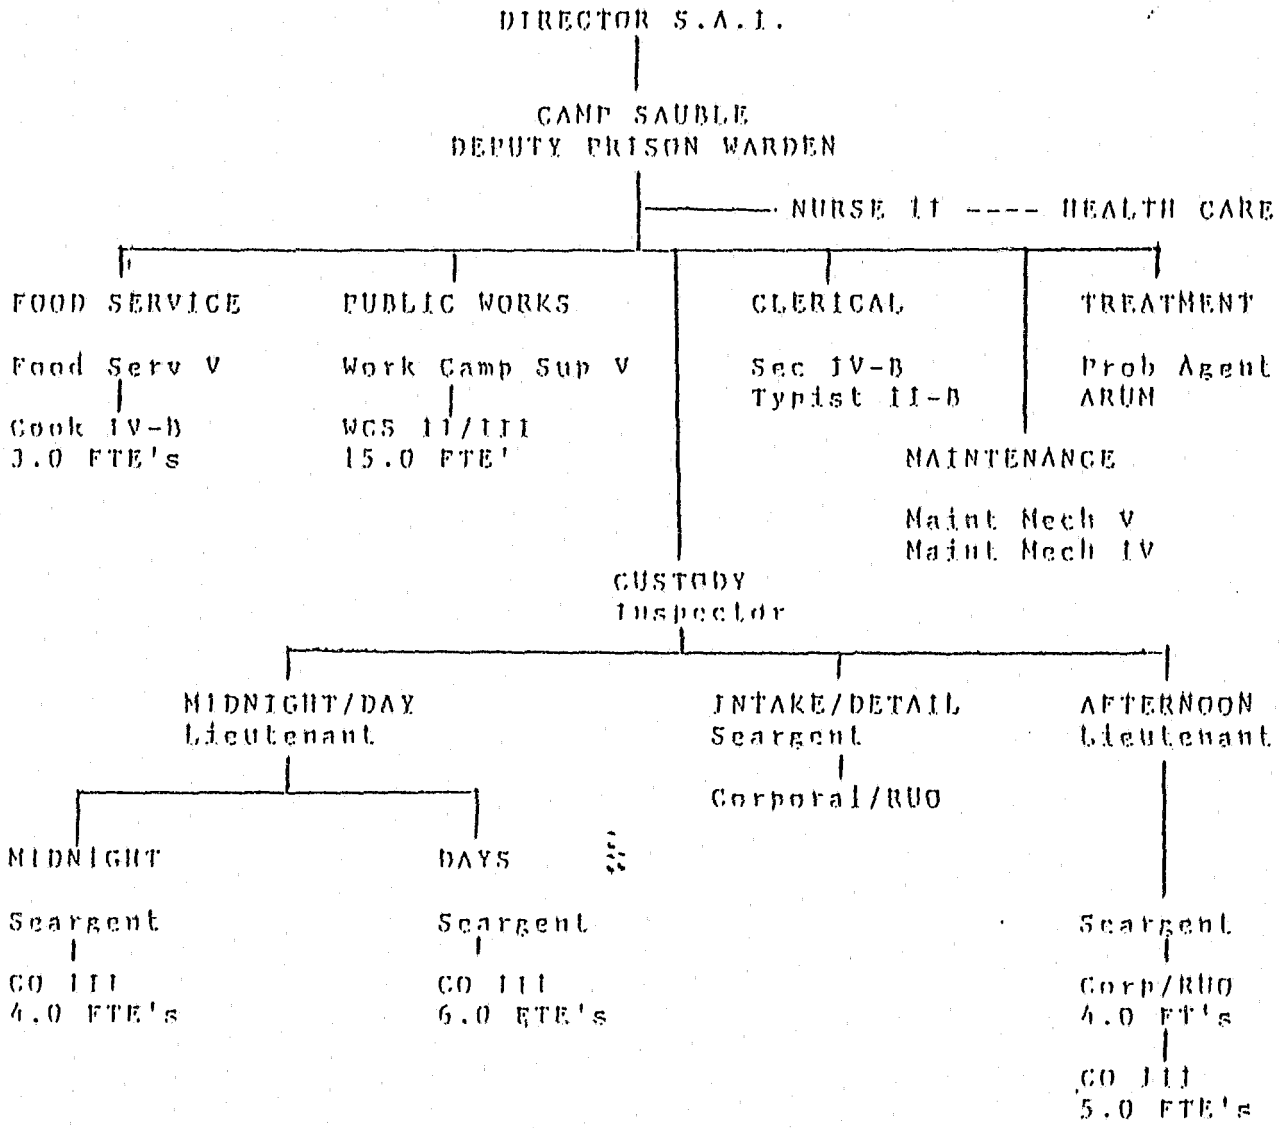 DIRECTOR S.A.I.
CAMP SAUBLE
DEPUTY PRISON WARDEN
NURSE II ---- HEALTH CARE
FOOD SERVICE
Food Serv V
Cook IV-B
3.0 FTE's
PUBLIC WORKS
Work Camp Sup V
WCS II/III
15.0 FTE'
CLERICAL
Sec IV-B
Typist II-B
TREATMENT
Prob Agent
ARUM
MAINTENANCE
Maint Mech V
Maint Mech IV
CUSTODY
Inspector
MIDNIGHT/DAY
Lieutenant
INTAKE/DETAIL
Seargent
Corporal/RUO
AFTERNOON
Lieutenant
MIDNIGHT
Seargent
CO III
4.0 FTE's
DAYS
Seargent
CO III
6.0 FTE's
Seargent
Corp/RUO
4.0 FT's
CO III
5.0 FTE's